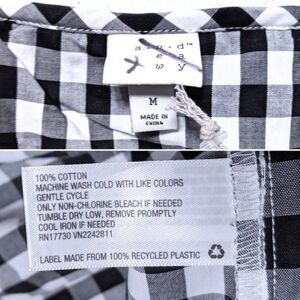 a n d
d a y
M
MADE IN
CHINA
100% COTTON
MACHINE WASH COLD WITH LIKE COLORS
GENTLE CYCLE
ONLY NON-CHLORINE BLEACH IF NEEDED
TUMBLE DRY LOW, REMOVE PROMPTLY
COOL IRON IF NEEDED
RN17730 VN2242811
LABEL MADE FROM 100% RECYCLED PLASTIC